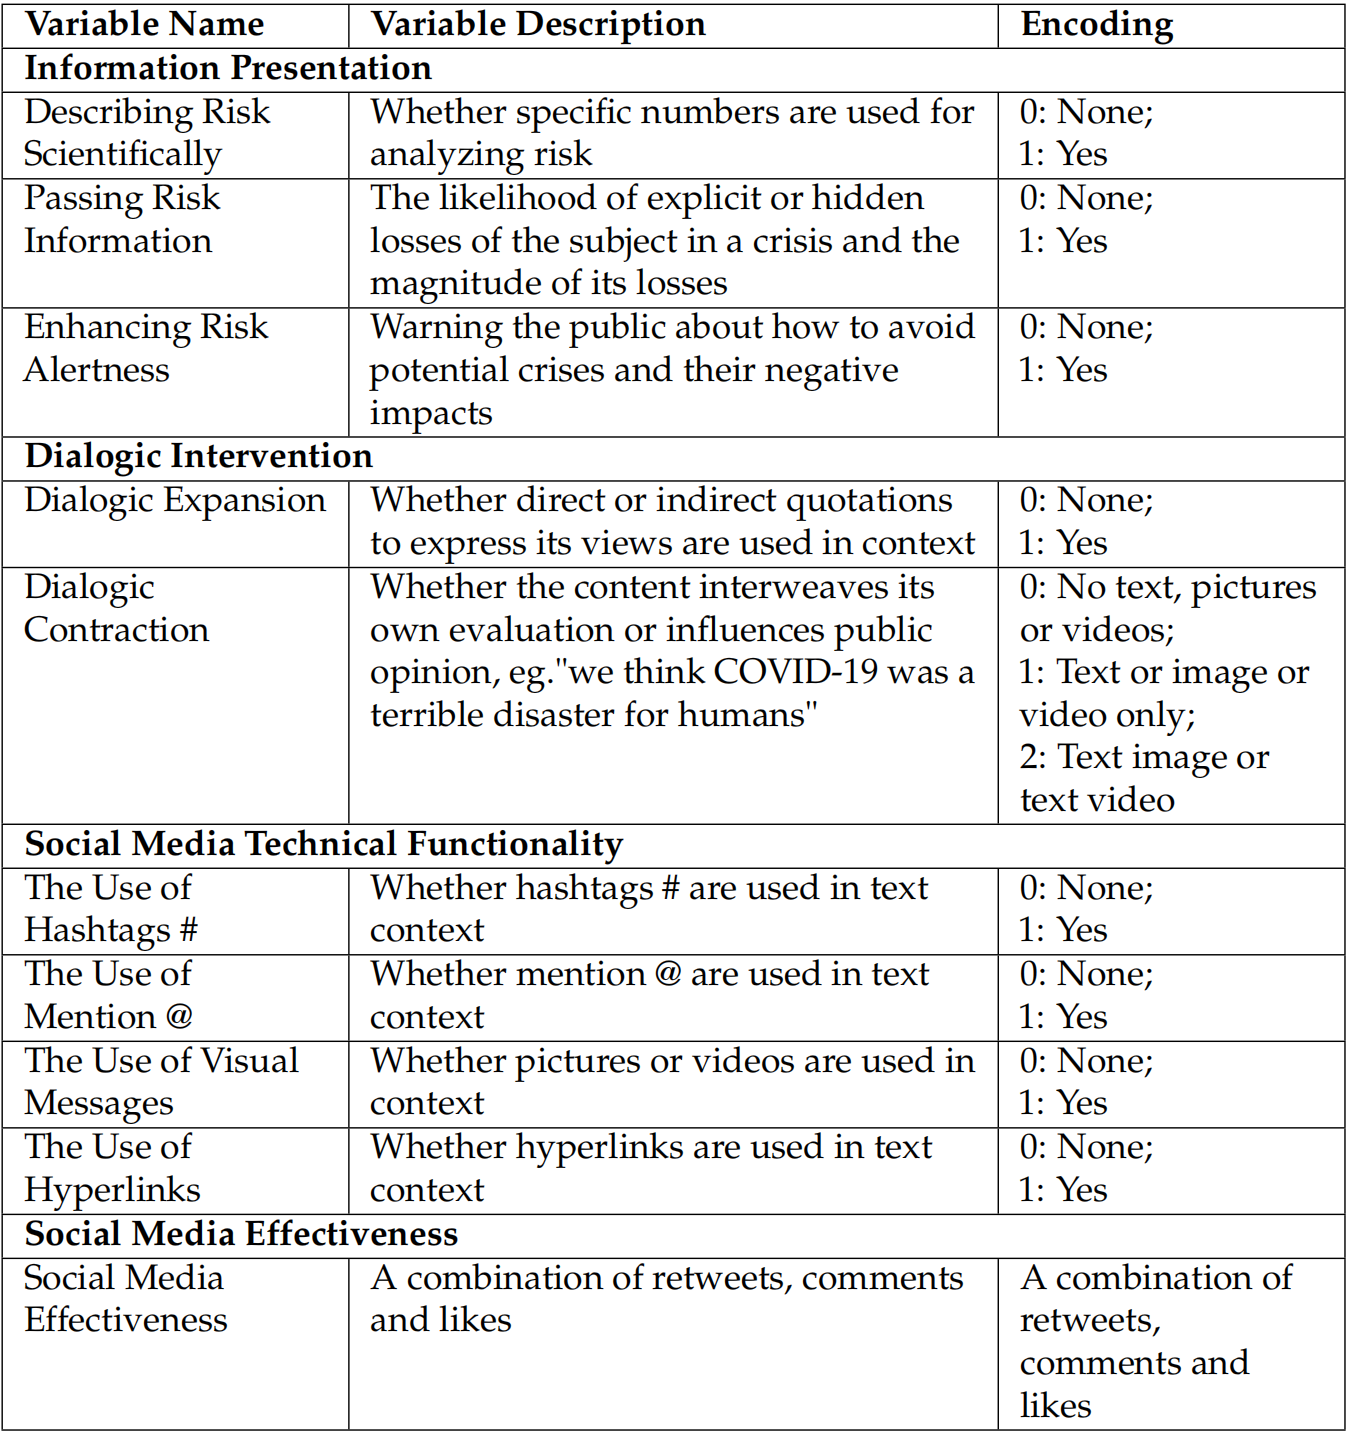 Variable Name Variable Description Encoding
Information Presentation
Describing Risk Whether specific numbers are used for 0: None;
Scientifically analyzing risk 1: Yes
Passing Risk The likelihood of explicit or hidden 0: None;
Information losses of the subject in a crisis and the 1: Yes
magnitude of its losses
Enhancing Risk Warning the public about how to avoid 0: None;
Alertness potential crises and their negative 1: Yes
impacts
Dialogic Intervention
Dialogic Expansion Whether direct or indirect quotations 0: None;
to express its views are used in context 1: Yes
Dialogic Whether the content interweaves its 0: No text, pictures
Contraction own evaluation or influences public or videos;
opinion, eg."we think COVID-19 was a 1: Text or image or
terrible disaster for humans" video only;
2: Text image or
text video
Social Media Technical Functionality
The Use of Whether hashtags # are used in text 0: None;
Hashtags # context 1: Yes
The Use of Whether mention @ are used in text 0: None;
Mention @ context 1: Yes
The Use of Visual Whether pictures or videos are used in 0: None;
Messages context 1: Yes
The Use of Whether hyperlinks are used in text 0: None;
Hyperlinks context 1: Yes
Social Media Effectiveness
Social Media A combination of retweets, comments A combination of
Effectiveness and likes retweets,
comments and
likes